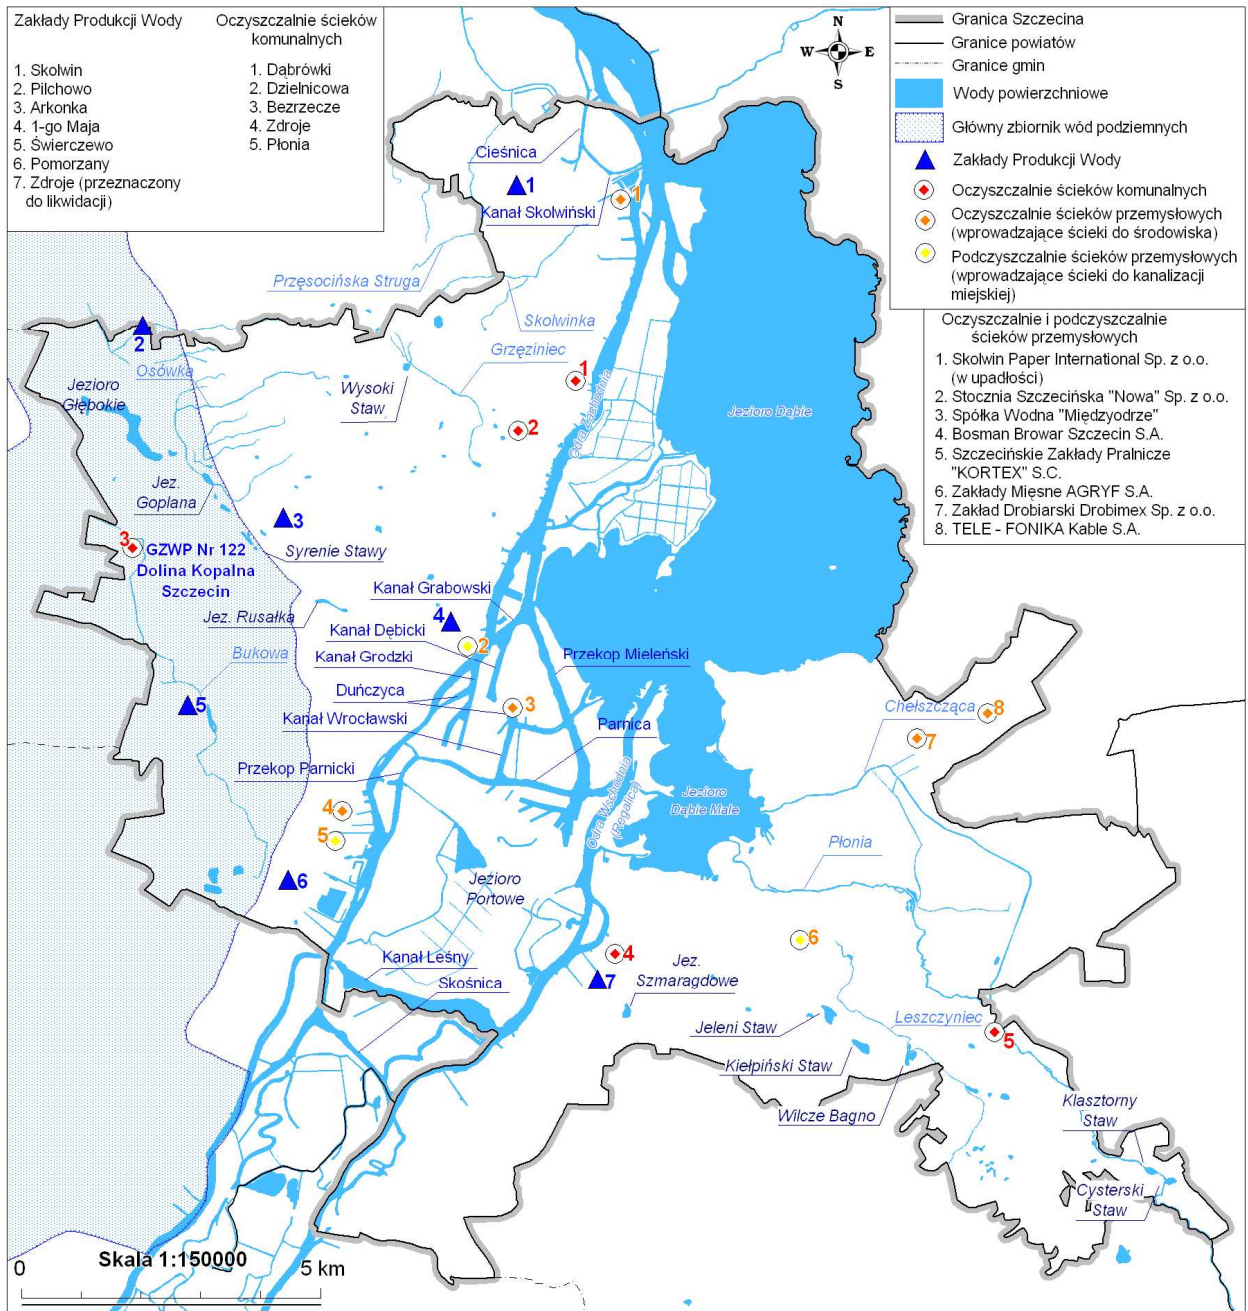 Zakłady Produkcji Wody
1. Skolwin
2. Pilchowo
3. Arkonka
4. 1-go Maja
5. Świerczewo
6. Pomorzany
7. Zdroje (przeznaczony
do likwidacji)
Oczyszczalnie ścieków
komunalnych
1. Dąbrówki
2. Dzielnicowa
3. Bezrzecze
4. Zdroje
5. Płonia
N
W
E
S
Granica Szczecina
Granice powiatów
Granice gmin
Wody powierzchniowe
Główny zbiornik wód podziemnych
Zakłady Produkcji Wody
Oczyszczalnie ścieków komunalnych
Oczyszczalnie ścieków przemysłowych
(wprowadzające ścieki do środowiska)
Podczyszczalnie ścieków przemysłowych
(wprowadzające ścieki do kanalizacji
miejskiej)
Oczyszczalnie i podczyszczalnie
ścieków przemysłowych
1. Skolwin Paper International Sp. z o.o.
(w upadłości)
2. Stocznia Szczecińska "Nowa" Sp. z o.o.
3. Spółka Wodna "Międzyodrze"
4. Bosman Browar Szczecin S.A.
5. Szczecińskie Zakłady Pralnicze
"KORTEX" S.C.
6. Zakłady Mięsne AGRYF S.A.
7. Zakład Drobiarski Drobimex Sp. z o.o.
8. TELE - FONIKA Kable S.A.
Cieśnica
1
1
Kanał Skolwiński
Przęsocińska Struga
Skolwinka
2
Osówka
Grzęziniec
1
Jezioro
Głębokie
Wysoki
Staw
2
Odra Zachodnia
Jezioro Dąbie
Jez.
Goplana
3
Syrenie Stawy
3
GZWP Nr 122
Dolina Kopalna
Szczecin
Kanał Grabowski
Jez. Rusałka
4
Kanał Dębicki
2
Bukowa
Kanał Grodzki
Przekop Mieleński
Duńczyca
5
3
Kanał Wrocławski
Parnica
Chełszcząca
8
7
Przekop Parnicki
Odra Wschodnia
(Regalica)
Jezioro
Dąbie Małe
4
5
Płonia
6
Jezioro
Portowe
6
Kanał Leśny
4
Jez.
Szmaragdowe
Skośnica
7
Jeleni Staw
Leszczyniec
5
Kiełpiński Staw
Wilcze Bagno
Klasztorny
Staw
Cysterski
Staw
Skala 1:150000
0
5 km